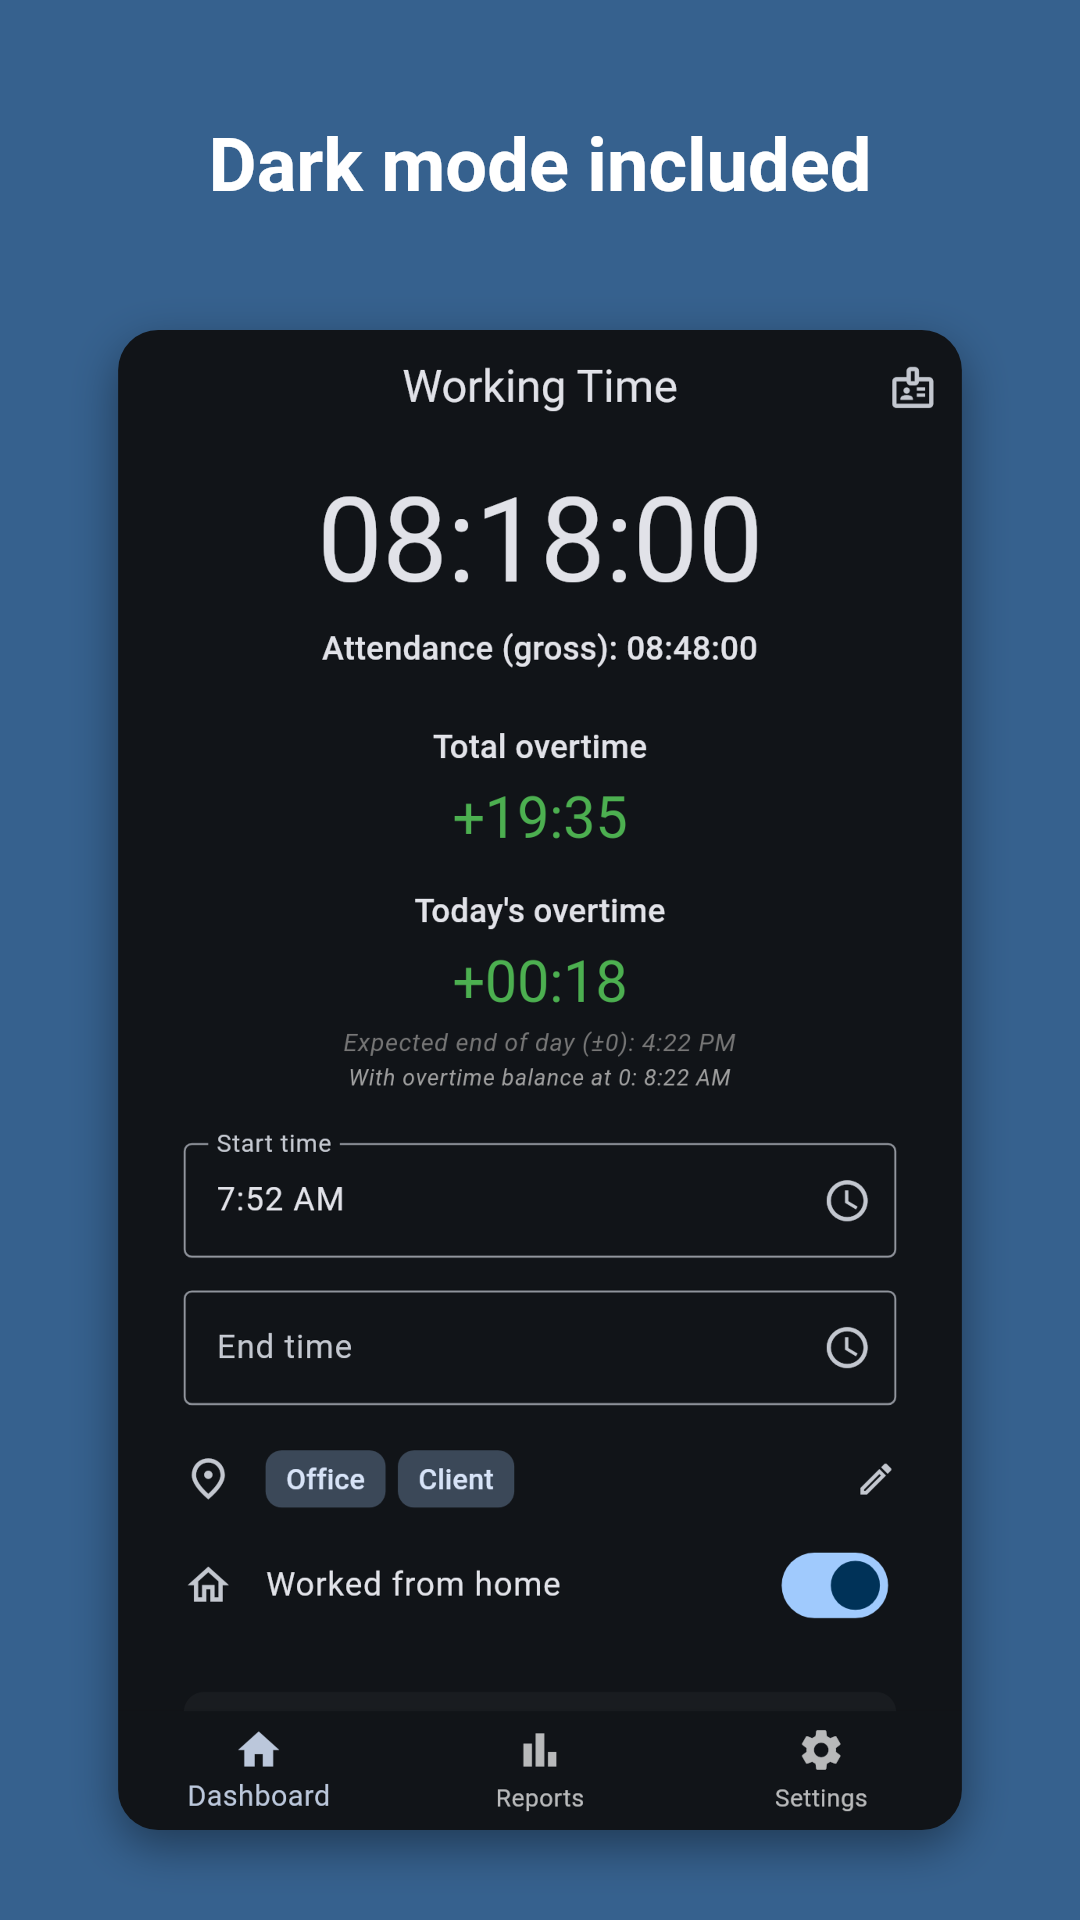 Dark mode included
Working Time
08:18:00
Attendance (gross): 08:48:00
Total overtime
+19:35
Today's overtime
+00:18
Expected end of day (±0): 4:22 PM
With overtime balance at 0: 8:22 AM
Start time
7:52 AM
End time
Office Client
Worked from home
Dashboard Reports Settings